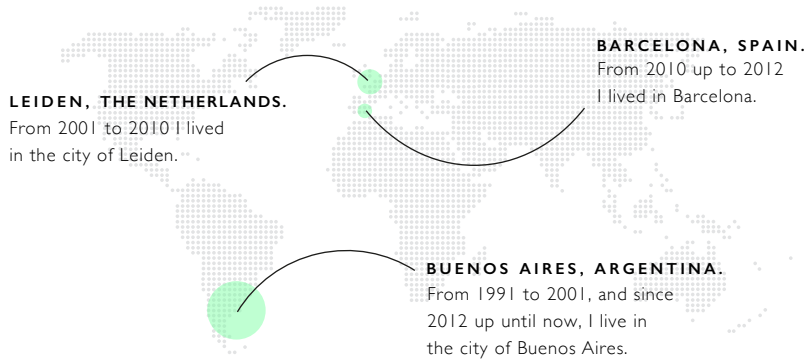 LEIDEN, THE NETHERLANDS.
From 2001 to 2010 I lived
in the city of Leiden.
BARCELONA, SPAIN.
From 2010 up to 2012
I lived in Barcelona.
BUENOS AIRES, ARGENTINA.
From 1991 to 2001, and since
2012 up until now, I live in
the city of Buenos Aires.